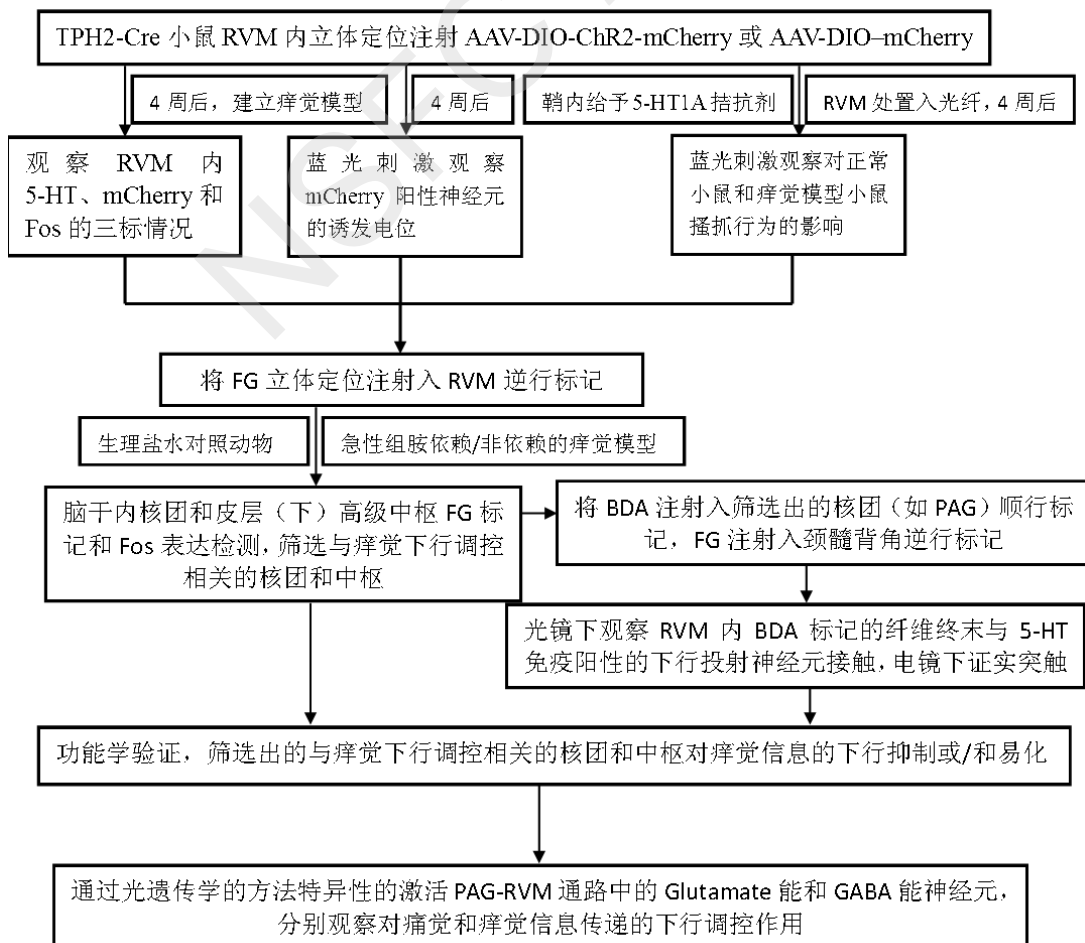 TPH2-Cre 小鼠 RVM 内立体定位注射 AAV-DIO-ChR2-mCherry 或 AAV-DIO–mCherry
4 周后，建立痒觉模型
4 周后
鞘内给予 5-HT1A 拮抗剂
RVM 处置入光纤，4 周后
观察 RVM 内
5-HT、mCherry 和
Fos 的三标情况
蓝光刺激观察
mCherry 阳性神经元
的诱发电位
蓝光刺激观察对正常
小鼠和痒觉模型小鼠
搔抓行为的影响
将 FG 立体定位注射入 RVM 逆行标记
生理盐水对照动物
急性组胺依赖/非依赖的痒觉模型
脑干内核团和皮层（下）高级中枢 FG 标
记和 Fos 表达检测，筛选与痒觉下行调控
相关的核团和中枢
将 BDA 注射入筛选出的核团（如 PAG）顺行标
记，FG 注射入颈髓背角逆行标记
光镜下观察 RVM 内 BDA 标记的纤维终末与 5-HT
免疫阳性的下行投射神经元接触，电镜下证实突触
功能学验证，筛选出的与痒觉下行调控相关的核团和中枢对痒觉信息的下行抑制或/和易化
通过光遗传学的方法特异性的激活 PAG-RVM 通路中的 Glutamate 能和 GABA 能神经元，
分别观察对痛觉和痒觉信息传递的下行调控作用
NSFC